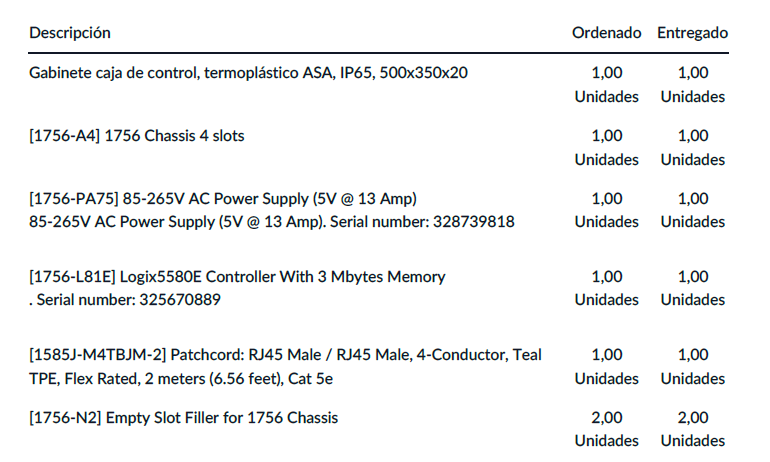 Descripción Ordenado Entregado
Gabinete caja de control, termoplástico ASA, IP65, 500x350x20 1,00 1,00
Unidades Unidades
[1756-A4] 1756 Chassis 4 slots 1,00 1,00
Unidades Unidades
[1756-PA75] 85-265V AC Power Supply (5V @ 13 Amp) 1,00 1,00
85-265V AC Power Supply (5V @ 13 Amp). Serial number: 328739818 Unidades Unidades
[1756-L81E] Logix5580E Controller With 3 Mbytes Memory 1,00 1,00
. Serial number: 325670889 Unidades Unidades
[1585J-M4TBJM-2] Patchcord: RJ45 Male / RJ45 Male, 4-Conductor, Teal 1,00 1,00
TPE, Flex Rated, 2 meters (6.56 feet), Cat 5e Unidades Unidades
[1756-N2] Empty Slot Filler for 1756 Chassis 2,00 2,00
Unidades Unidades